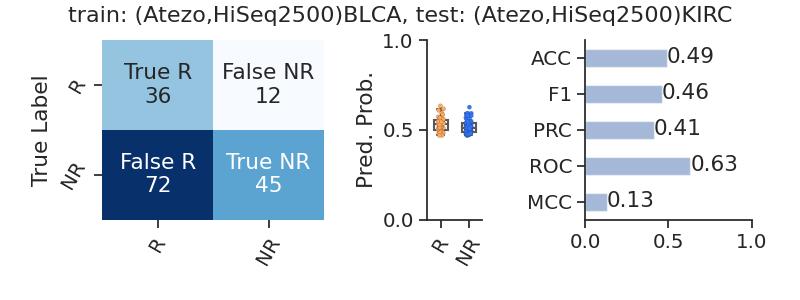 train: (Atezo,HiSeq2500)BLCA, test: (Atezo,HiSeq2500)KIRC
True Label
R
NR
True R
36
False NR
12
False R
72
True NR
45
R
NR
Pred. Prob.
1.0
0.5
0.0
R
NR
ACC
0.49
F1
0.46
PRC
0.41
ROC
0.63
MCC
0.13
0.0
0.5
1.0